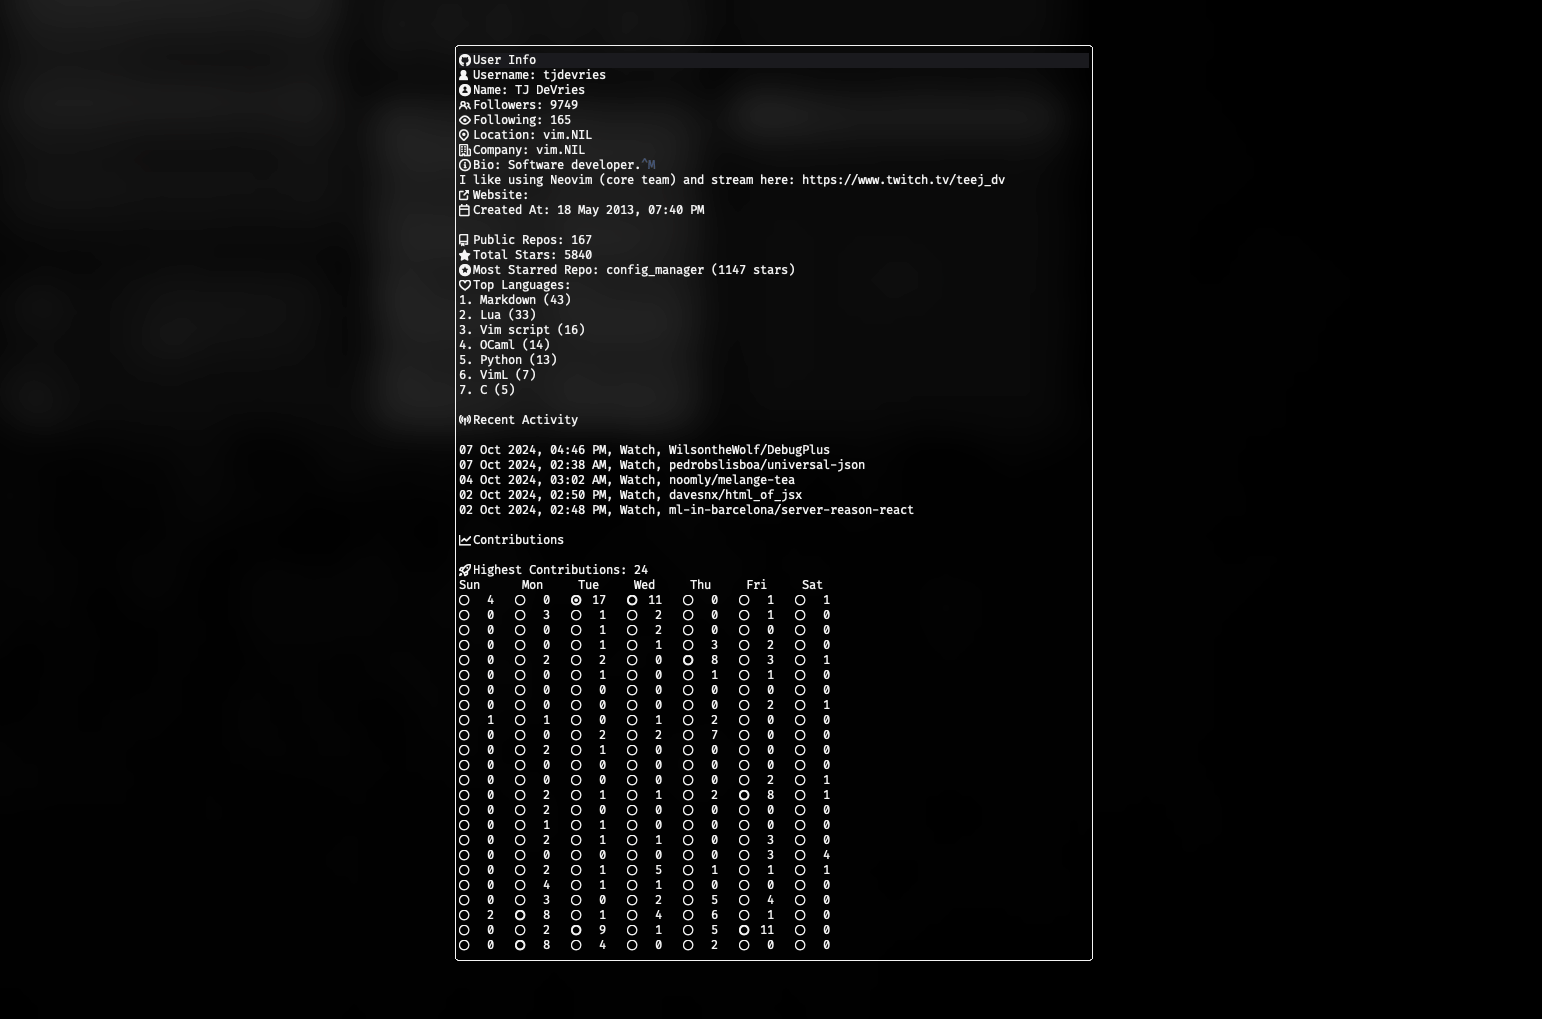 User Info
Username: tjdevries
Name: TJ DeVries
Followers: 9749
Following: 165
Location: vim.NIL
Company: vim.NIL
Bio: Software developer.^M
I like using Neovim (core team) and stream here: https://www.twitch.tv/teej_dv
Website:
Created At: 18 May 2013, 07:40 PM
Public Repos: 167
Total Stars: 5840
Most Starred Repo: config_manager (1147 stars)
Top Languages:
1. Markdown (43)
2. Lua (33)
3. Vim script (16)
4. OCaml (14)
5. Python (13)
6. VimL (7)
7. C (5)
Recent Activity
07 Oct 2024, 04:46 PM, Watch, WilsontheWolf/DebugPlus
07 Oct 2024, 02:38 AM, Watch, pedrobslisboa/universal-json
04 Oct 2024, 03:02 AM, Watch, noomly/melange-tea
02 Oct 2024, 02:50 PM, Watch, davesnx/html_of_jsx
02 Oct 2024, 02:48 PM, Watch, ml-in-barcelona/server-reason-react
Contributions
Highest Contributions: 24
Sun Mon Tue Wed Thu Fri Sat
4 0 17 11 0 1 1
0 3 1 2 0 1 0
0 0 1 2 0 0 0
0 0 1 1 3 2 0
0 2 2 0 8 3 1
0 0 1 0 1 1 0
0 0 0 0 0 0 0
0 0 0 0 0 2 1
1 1 0 1 2 0 0
0 0 2 2 7 0 0
0 2 1 0 0 0 0
0 0 0 0 0 0 0
0 0 0 0 0 2 1
0 2 1 1 2 8 1
0 2 0 0 0 0 0
0 1 1 0 0 0 0
0 2 1 1 0 3 0
0 0 0 0 0 3 4
0 2 1 5 1 1 1
0 4 1 1 0 0 0
0 3 0 2 5 4 0
2 8 1 4 6 1 0
0 2 9 1 5 11 0
0 8 4 0 2 0 0